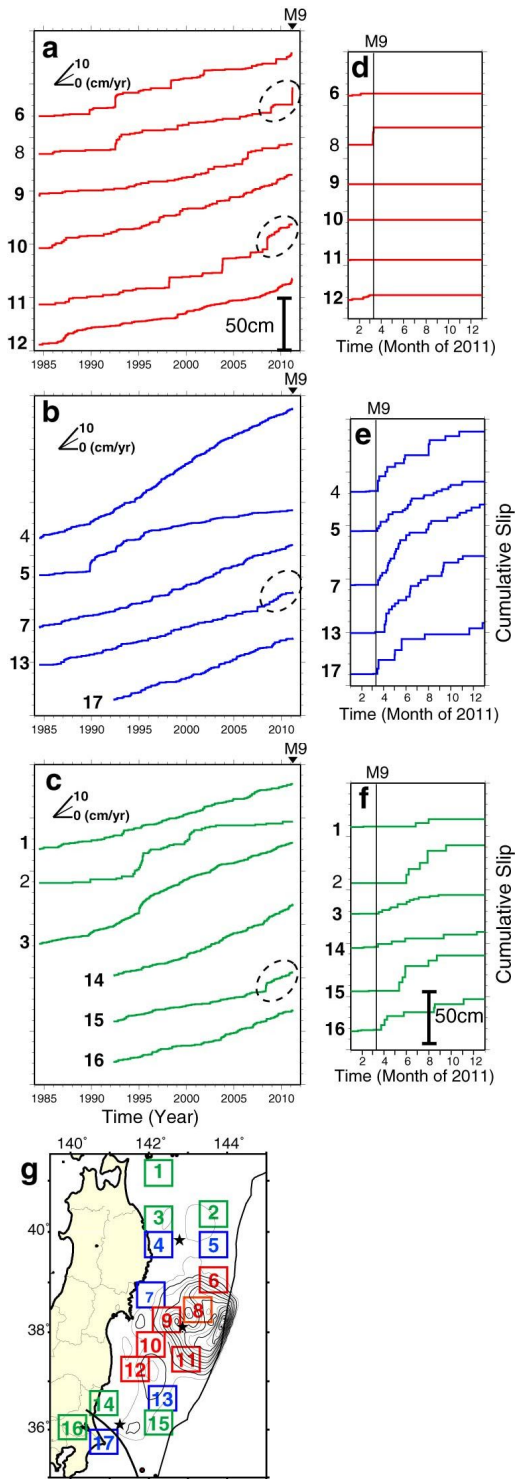 M9
a
10
0 (cm/yr)
6
8
9
10
11
12
50cm
1985 1990 1995 2000 2005 2010
M9
d
6
8
9
10
11
12
2 4 6 8 10 12
Time (Month of 2011)
M9
b
10
0 (cm/yr)
4
5
7
13
17
1985 1990 1995 2000 2005 2010
M9
e
4
5
7
13
17
Cumulative Slip
2 4 6 8 10 12
Time (Month of 2011)
M9
c
10
0 (cm/yr)
1
2
3
14
15
16
1985 1990 1995 2000 2005 2010
Time (Year)
M9
f
1
2
3
14
15
16
50cm
Cumulative Slip
2 4 6 8 10 12
Time (Month of 2011)
g
140° 142° 144°
40°
38°
36°
1
3 2
4 5
6
7
8
9
10
11
12
13
14
15
16
17